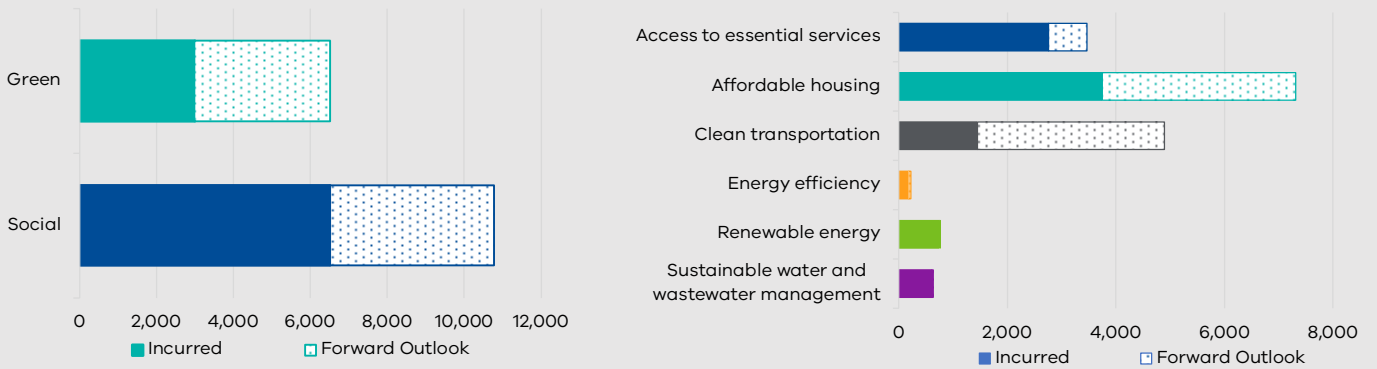 Green
Social
0 2,000 4,000 6,000 8,000 10,000 12,000
Incurred Forward Outlook
Access to essential services
Affordable housing
Clean transportation
Energy efficiency
Renewable energy
Sustainable water and
wastewater management
0 2,000 4,000 6,000 8,000
Incurred Forward Outlook